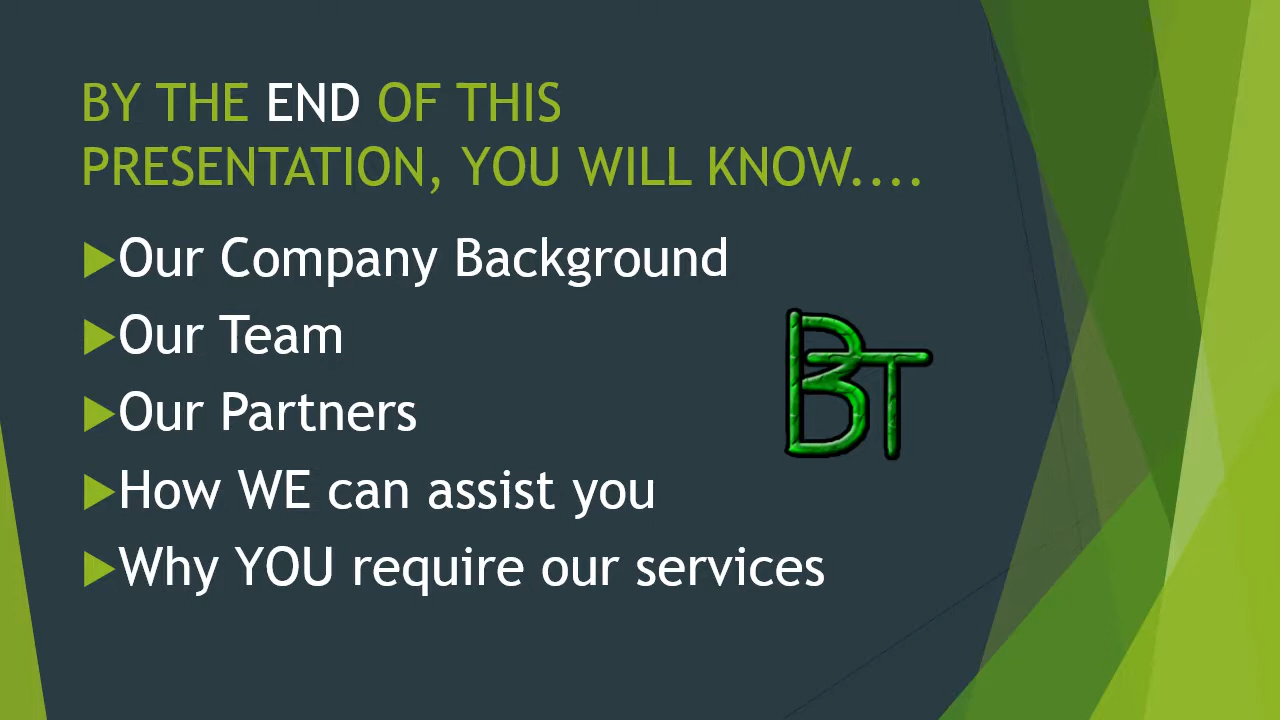 BY THE END OF THIS
PRESENTATION, YOU WILL KNOW....
Our Company Background
Our Team
Our Partners
How WE can assist you
Why YOU require our services
BT